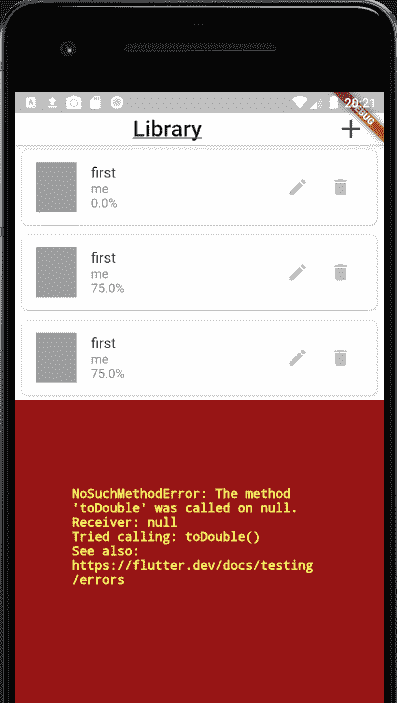 20:21
DEBUG
Library
first
me
0.0%
first
me
75.0%
first
me
75.0%
NoSuchMethodError: The method
'toDouble' was called on null.
Receiver: null
Tried calling: toDouble()
See also:
https://flutter.dev/docs/testing
/errors